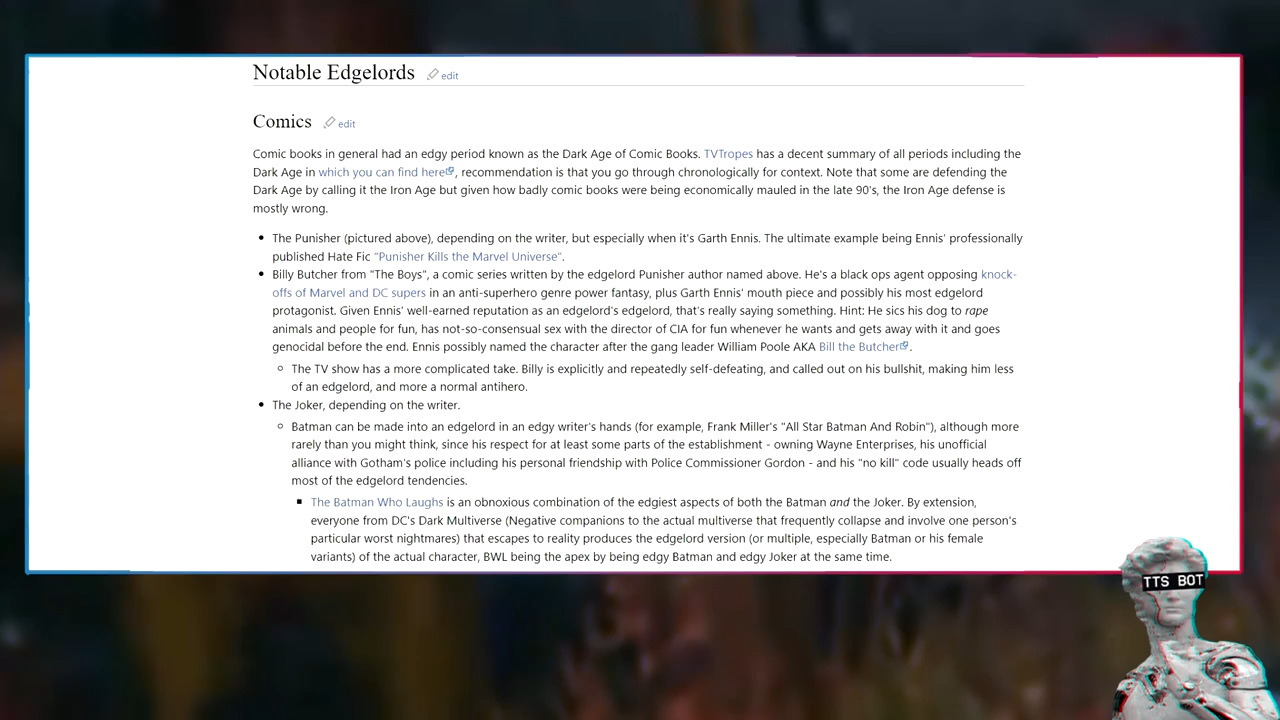 Notable Edgelords edit
Comics edit
Comic books in general had an edgy period known as the Dark Age of Comic Books. TVTropes has a decent summary of all periods including the
Dark Age in which you can find here, recommendation is that you go through chronologically for context. Note that some are defending the
Dark Age by calling it the Iron Age but given how badly comic books were being economically mauled in the late 90's, the Iron Age defense is
mostly wrong.
• The Punisher (pictured above), depending on the writer, but especially when it's Garth Ennis. The ultimate example being Ennis' professionally
published Hate Fic "Punisher Kills the Marvel Universe".
• Billy Butcher from "The Boys", a comic series written by the edgelord Punisher author named above. He's a black ops agent opposing knock-
offs of Marvel and DC supers in an anti-superhero genre power fantasy, plus Garth Ennis' mouth piece and possibly his most edgelord
protagonist. Given Ennis' well-earned reputation as an edgelord's edgelord, that's really saying something. Hint: He sics his dog to rape
animals and people for fun, has not-so-consensual sex with the director of CIA for fun whenever he wants and gets away with it and goes
genocidal before the end. Ennis possibly named the character after the gang leader William Poole AKA Bill the Butcher.
◦ The TV show has a more complicated take. Billy is explicitly and repeatedly self-defeating, and called out on his bullshit, making him less
of an edgelord, and more a normal antihero.
• The Joker, depending on the writer.
◦ Batman can be made into an edgelord in an edgy writer's hands (for example, Frank Miller's "All Star Batman And Robin"), although more
rarely than you might think, since his respect for at least some parts of the establishment - owning Wayne Enterprises, his unofficial
alliance with Gotham's police including his personal friendship with Police Commissioner Gordon - and his "no kill" code usually heads off
most of the edgelord tendencies.
▪ The Batman Who Laughs is an obnoxious combination of the edgiest aspects of both the Batman and the Joker. By extension,
everyone from DC's Dark Multiverse (Negative companions to the actual multiverse that frequently collapse and involve one person's
particular worst nightmares) that escapes to reality produces the edgelord version (or multiple, especially Batman or his female
variants) of the actual character, BWL being the apex by being edgy Batman and edgy Joker at the same time.
TTS BOT